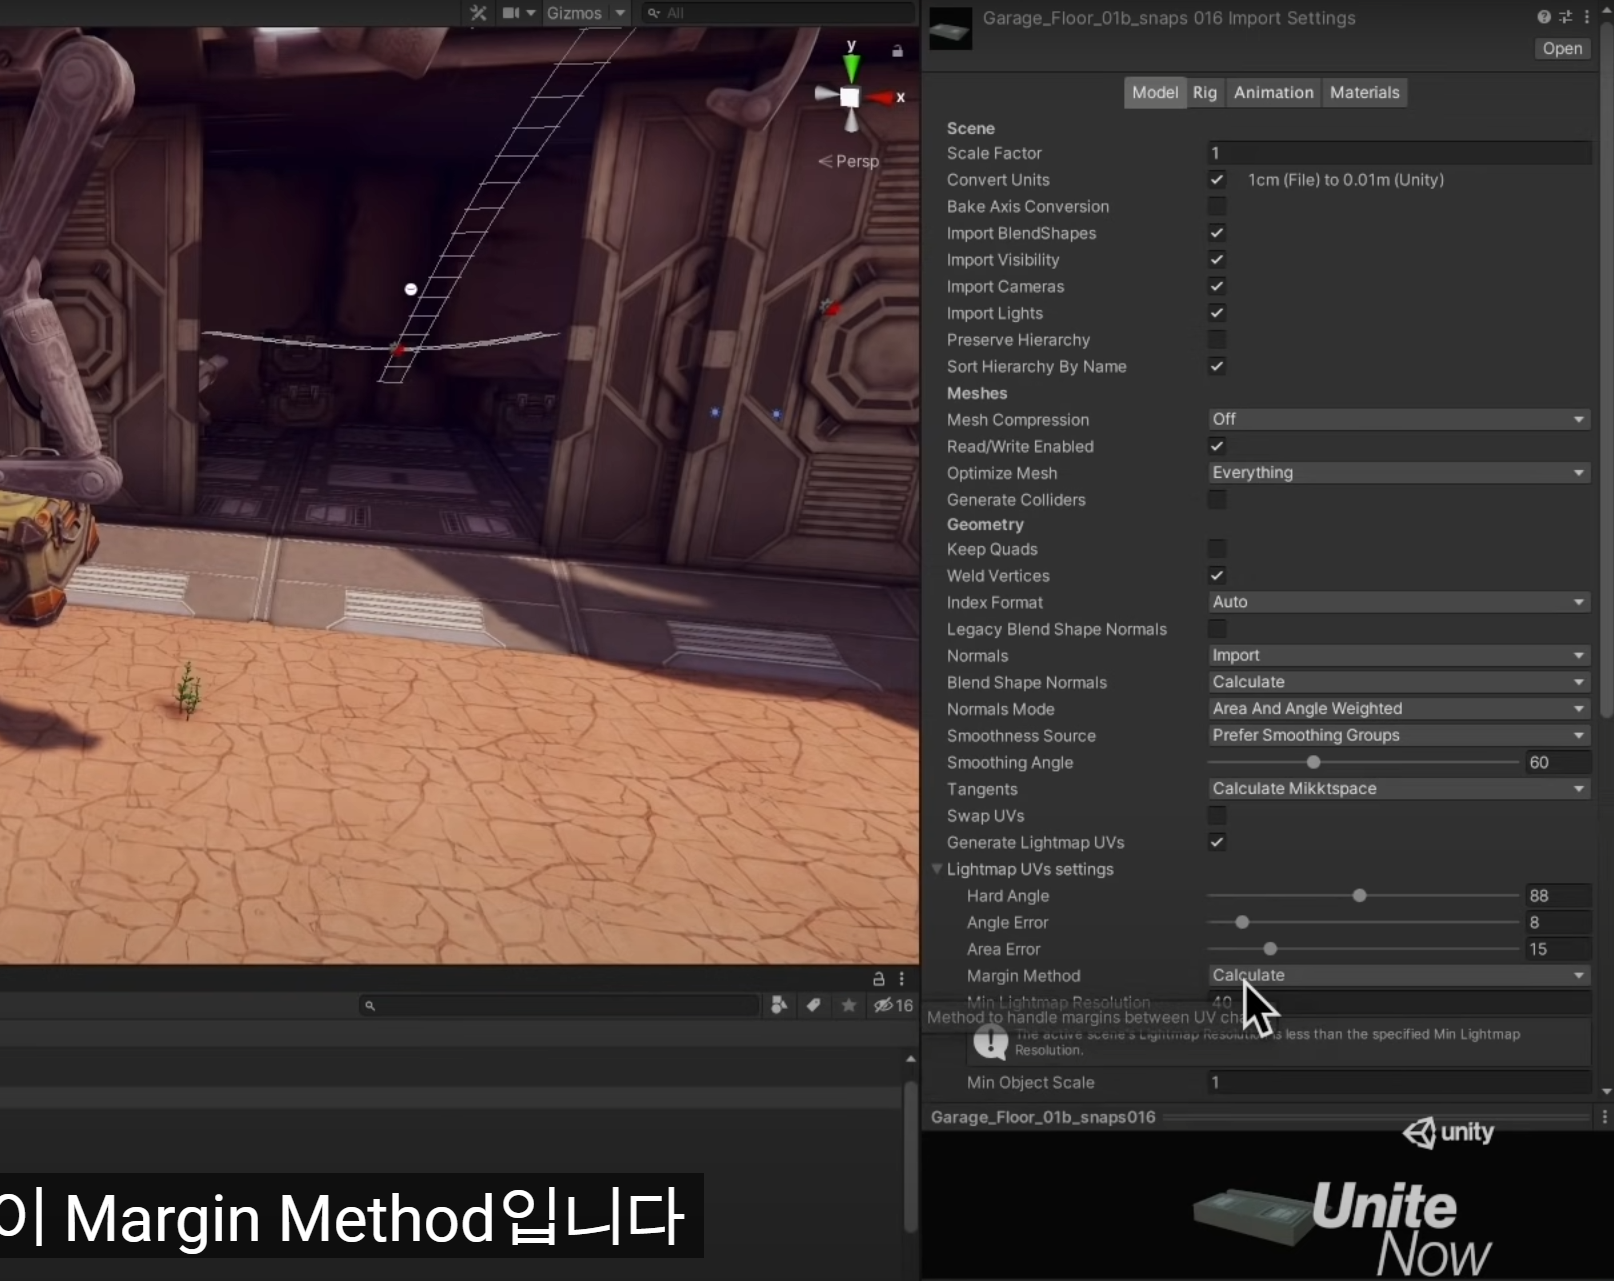 Gizmos
All
y
x
Persp
16
이 Margin Method입니다
Garage_Floor_01b_snaps 016 Import Settings
Open
Model Rig Animation Materials
Scene
Scale Factor 1
Convert Units 1cm (File) to 0.01m (Unity)
Bake Axis Conversion
Import BlendShapes
Import Visibility
Import Cameras
Import Lights
Preserve Hierarchy
Sort Hierarchy By Name
Meshes
Mesh Compression Off
Read/Write Enabled
Optimize Mesh Everything
Generate Colliders
Geometry
Keep Quads
Weld Vertices
Index Format Auto
Legacy Blend Shape Normals
Normals Import
Blend Shape Normals Calculate
Normals Mode Area And Angle Weighted
Smoothness Source Prefer Smoothing Groups
Smoothing Angle 60
Tangents Calculate Mikktspace
Swap UVs
Generate Lightmap UVs
Lightmap UVs settings
Hard Angle 88
Angle Error 8
Area Error 15
Margin Method Calculate
Min Lightmap Resolution 40
Method to handle margins between UV
The active scene's Lightmap Resolution is less than the specified Min Lightmap
Resolution.
Min Object Scale 1
Garage_Floor_01b_snaps016
unity
Unite
Now